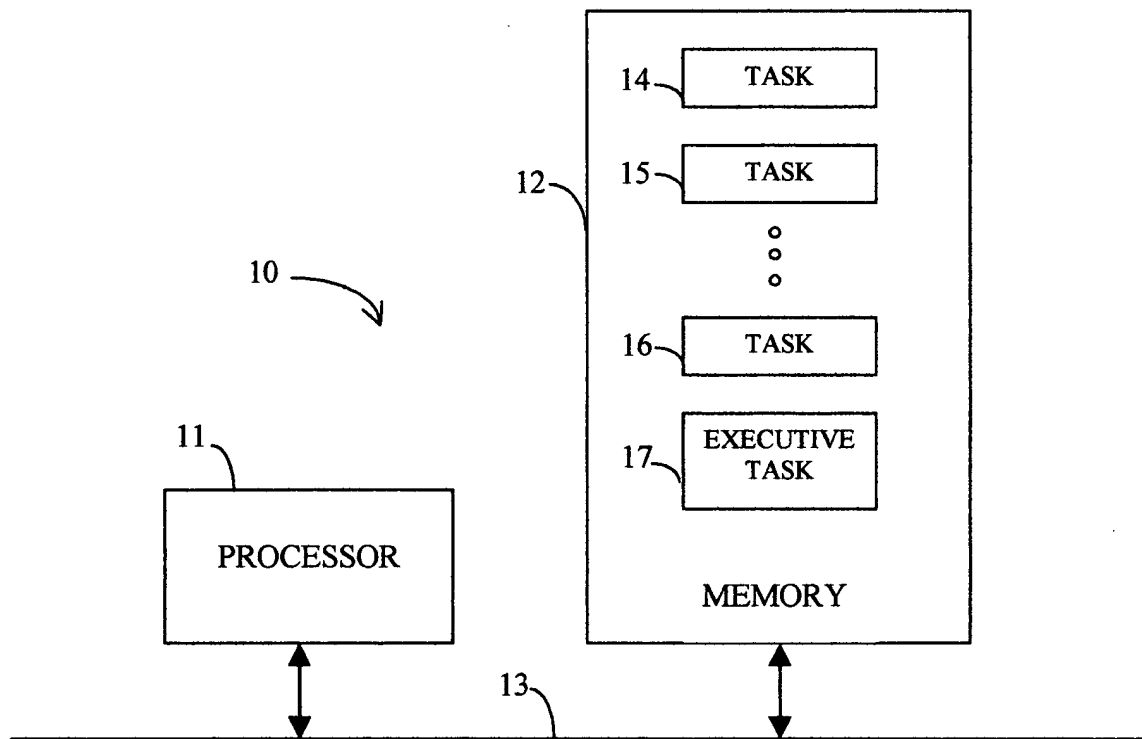 14
TASK
12
15
TASK
10
16
TASK
11
17
EXECUTIVE
TASK
PROCESSOR
MEMORY
13